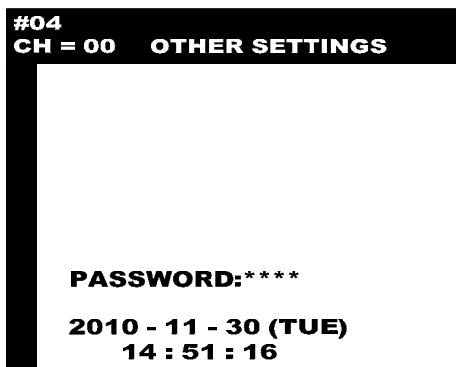 #04
CH = 00 OTHER SETTINGS
PASSWORD:****
2010 - 11 - 30 (TUE)
14 : 51 : 16